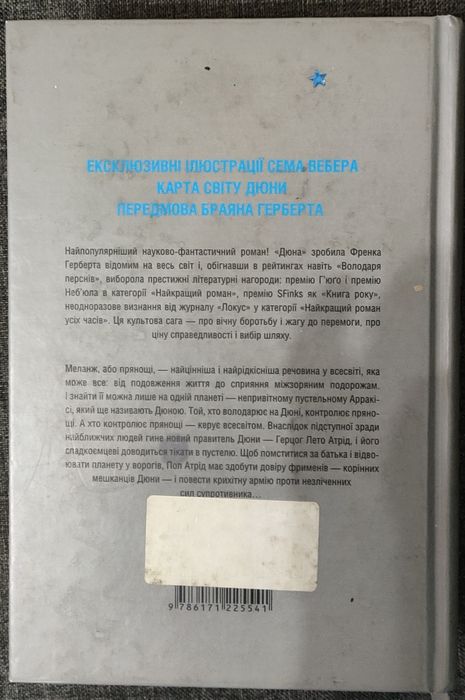 ЕКСКЛЮЗИВНІ ІЛЮСТРАЦІЇ СЕМА ВЕБЕРА
КАРТА СВІТУ ДЮНИ
ПЕРЕДМОВА БРАЯНА ГЕРБЕРТА
Найпопулярніший науково-фантастичний роман! «Дюна» зробила Френка
Герберта відомим на весь світ і, обігнавши в рейтингах навіть «Володаря
перснів», виборола престижні літературні нагороди: премію Г’юго і премію
Неб’юла в категорії «Найкращий роман», премію SFinks як «Книга року»,
неодноразове визнання від журналу «Локус» у категорії «Найкращий роман
усіх часів». Ця культова сага — про вічну боротьбу і жагу до перемоги, про
ціну справедливості і вибір шляху.
Меланж, або прянощі, — найцінніша і найрідкісніша речовина у всесвіті, яка
може все: від подовження життя до сприяння міжзоряним подорожам.
І знайти її можна лише на одній планеті — непривітному пустельному Арракі-
сі, який ще називають Дюною. Той, хто володарює на Дюні, контролює пряно-
щі. А хто контролює прянощі — керує всесвітом. Внаслідок підступної зради
найближчих людей гине новий правитель Дюни — Герцог Лето Атрід, і його
спадкоємцеві доводиться тікати в пустелю. Щоб помститися за батька і відво-
ювати планету у ворогів, Пол Атрід має здобути довіру фрименів — корінних
мешканців Дюни — і повести крихітну армію проти незліченних
сил супротивника...
9 786171 225541